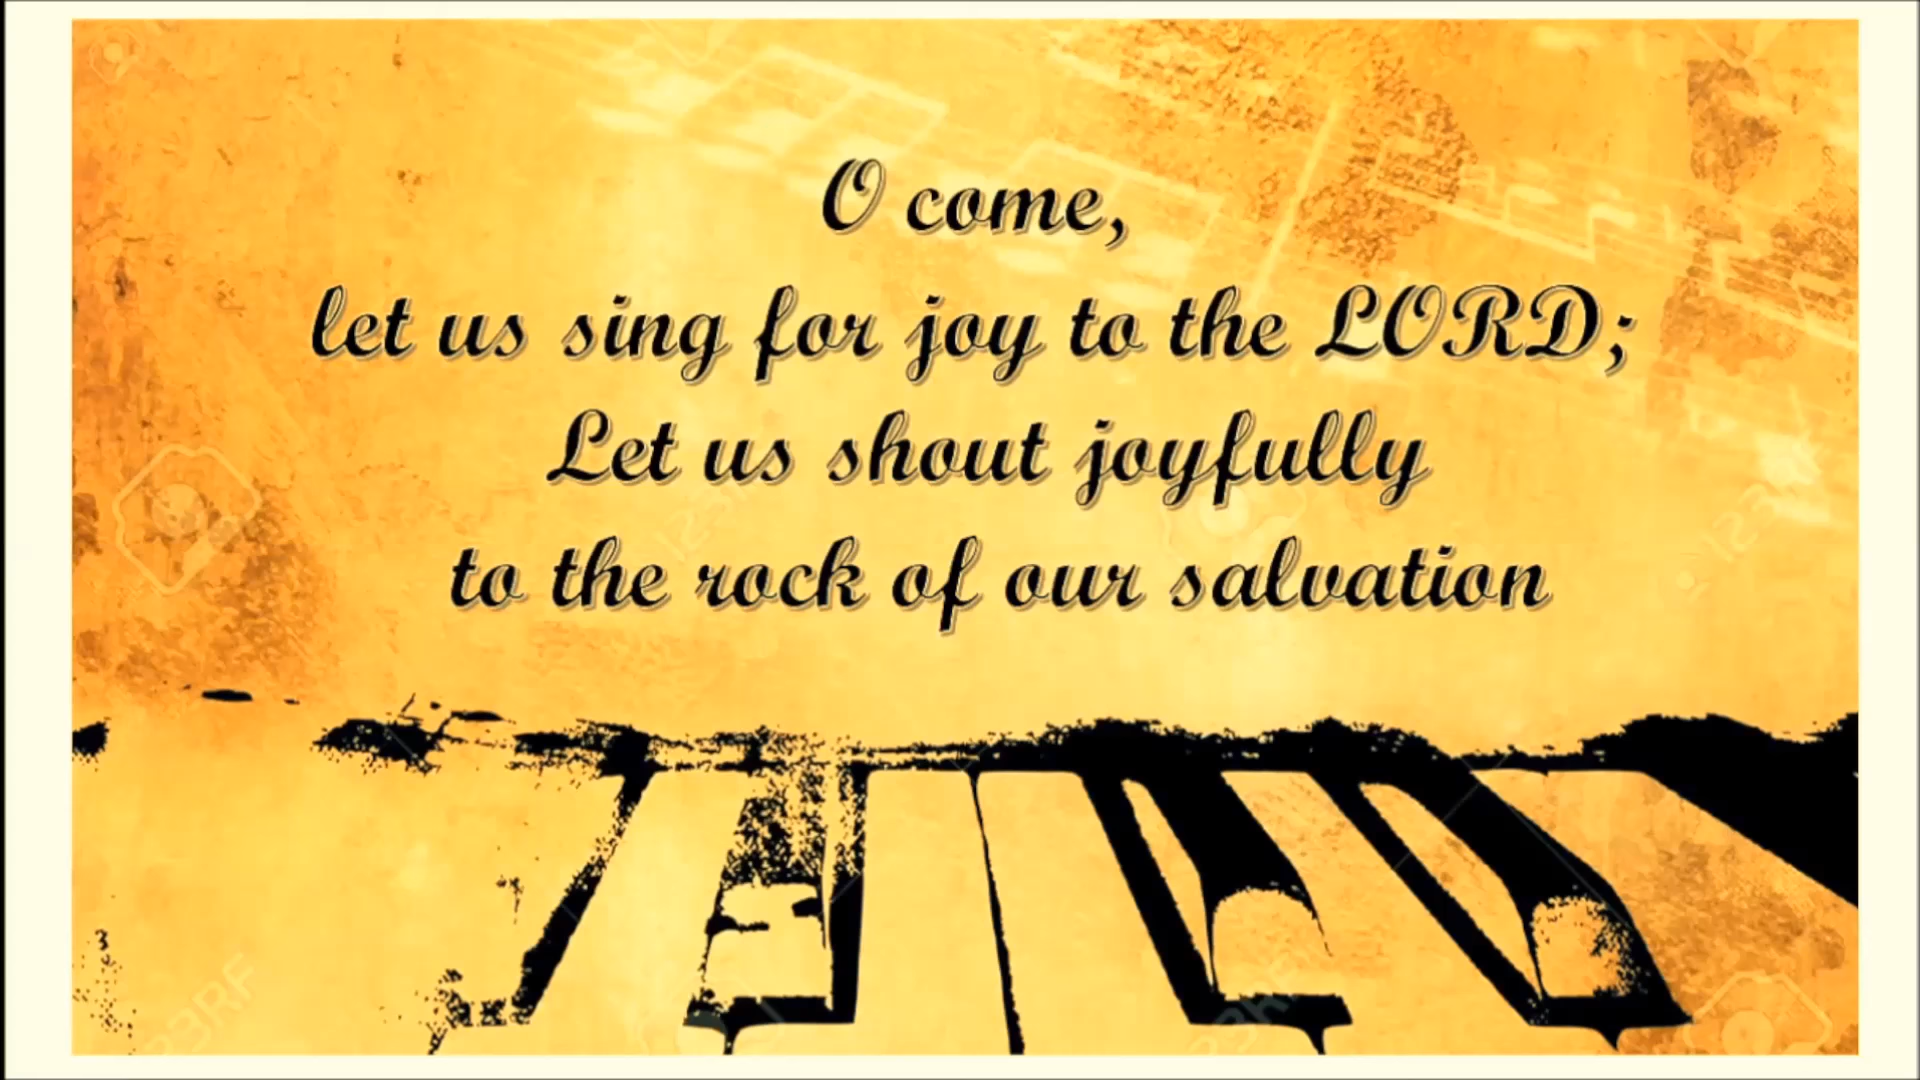 O come,
let us sing for joy to the LORD;
Let us shout joyfully
to the rock of our salvation